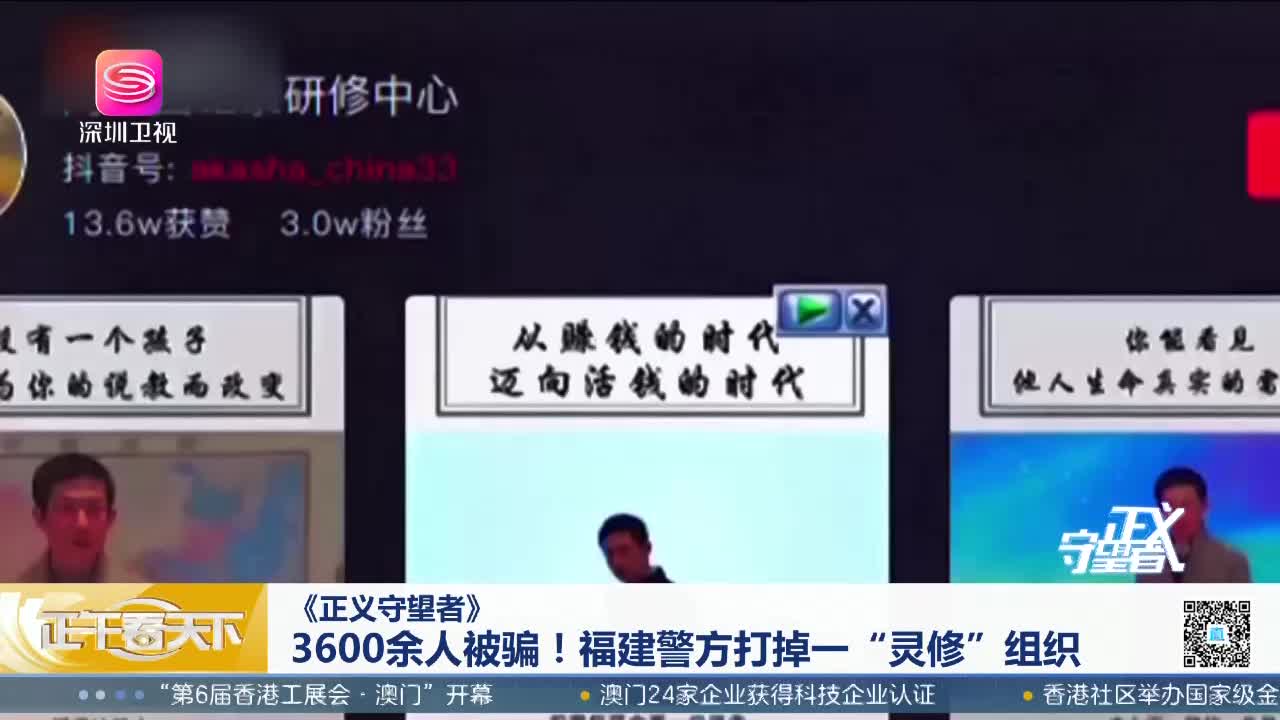 研修中心
深圳卫视
抖音号: akasha_china33
13.6w获赞 3.0w粉丝
有一个孩子
为你的说教而改变
从赚钱的时代
迈向活钱的时代
你能看见
他人生命真实的需
正义
守望者
正午看天下
《正义守望者》
3600余人被骗！福建警方打掉一“灵修”组织
“第6届香港工展会·澳门”开幕
澳门24家企业获得科技企业认证
香港社区举办国家级金